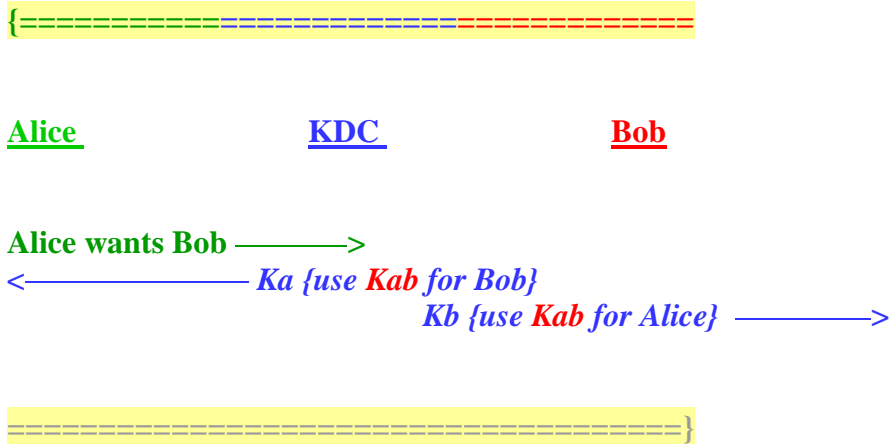 {=====================================
Alice KDC Bob
Alice wants Bob ———>
<——————— Ka {use Kab for Bob}
Kb {use Kab for Alice} ————>
=====================================}